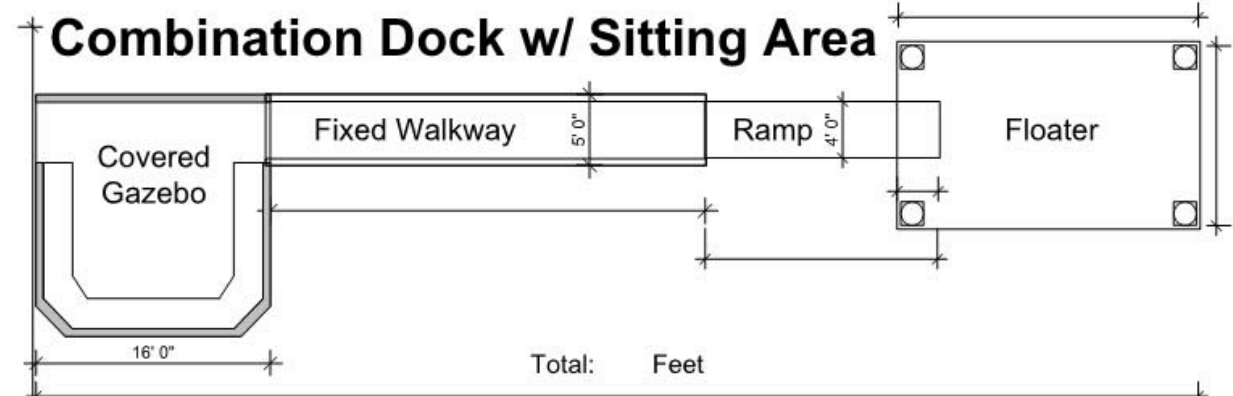 Combination Dock w/ Sitting Area
Fixed Walkway
5' 0"
Ramp
4' 0"
Floater
Covered
Gazebo
16' 0"
Total: Feet